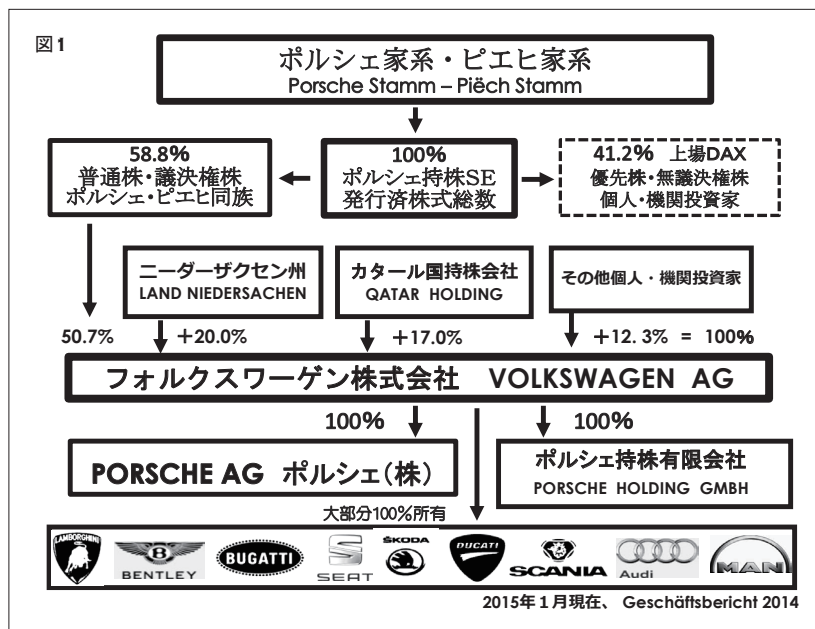 図1
ポルシェ家系・ピエヒ家系
Porsche Stamm – Piëch Stamm
58.8%
普通株・議決権株
ポルシェ・ピエヒ同族
100%
ポルシェ持株SE
発行済株式総数
41.2% 上場DAX
優先株・無議決権株
個人・機関投資家
ニーダーザクセン州
LAND NIEDERSACHEN
カタール国持株会社
QATAR HOLDING
その他個人・機関投資家
50.7%
+20.0%
+17.0%
+12.3% = 100%
フォルクスワーゲン株式会社 VOLKSWAGEN AG
100%
100%
PORSCHE AG ポルシェ(株)
ポルシェ持株有限会社
PORSCHE HOLDING GMBH
大部分100%所有
LAMBORGHINI
B
BENTLEY
BUGATTI
SEAT
ŠKODA
DUCATI
SCANIA
Audi
MAN
2015年1月現在、 Geschäftsbericht 2014